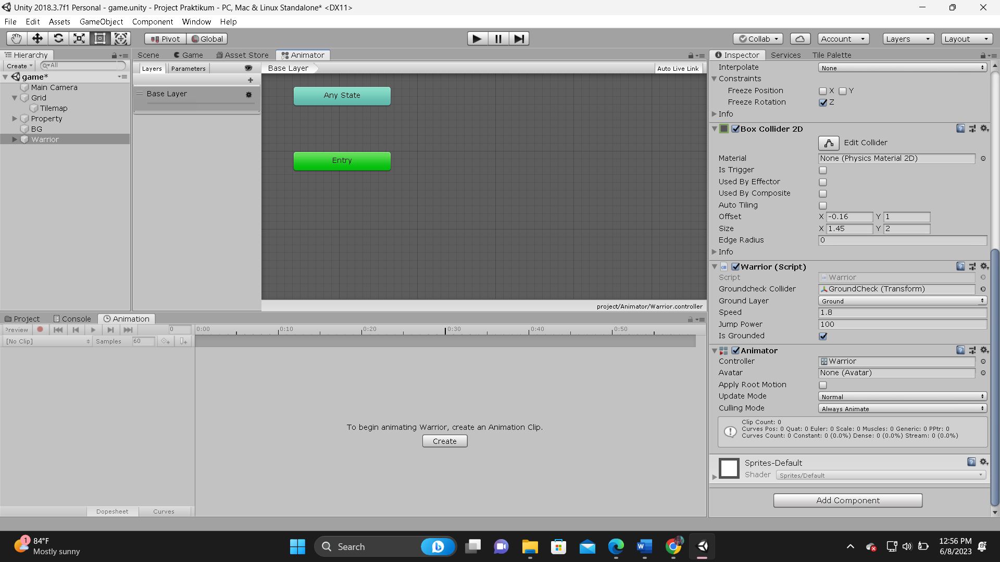 Unity 2018.3.7f1 Personal - game.unity - Project Praktikum - PC, Mac & Linux Standalone* <DX11>
File Edit Assets GameObject Component Window Help
Pivot Global Collab Account Layers Layout
Hierarchy
Create All
game*
Main Camera
Grid
Tilemap
Property
BG
Warrior
Scene Game Asset Store Animator
Layers Parameters Base Layer Auto Live Link
Base Layer
Any State
Entry
project/Animator/Warrior.controller
Project Console Animation
Preview 0 0:00 0:10 0:20 0:30 0:40 0:50
[No Clip] Samples 60
To begin animating Warrior, create an Animation Clip.
Create
Dopesheet Curves
Inspector Services Tile Palette
Interpolate None
Constraints
Freeze Position X Y
Freeze Rotation Z
Info
Box Collider 2D
Edit Collider
Material None (Physics Material 2D)
Is Trigger
Used By Effector
Used By Composite
Auto Tiling
Offset X -0.16 Y 1
Size X 1.45 Y 2
Edge Radius 0
Info
Warrior (Script)
Script Warrior
Groundcheck Collider GroundCheck (Transform)
Ground Layer Ground
Speed 1.8
Jump Power 100
Is Grounded
Animator
Controller Warrior
Avatar None (Avatar)
Apply Root Motion
Update Mode Normal
Culling Mode Always Animate
Clip Count: 0
Curves Pos: 0 Quat: 0 Euler: 0 Scale: 0 Muscles: 0 Generic: 0 PPtr: 0
Curves Count: 0 Constant: 0 (0.0%) Dense: 0 (0.0%) Stream: 0 (0.0%)
Sprites-Default
Shader Sprites/Default
Add Component
1 84°F
Mostly sunny
Search
12:56 PM
6/8/2023